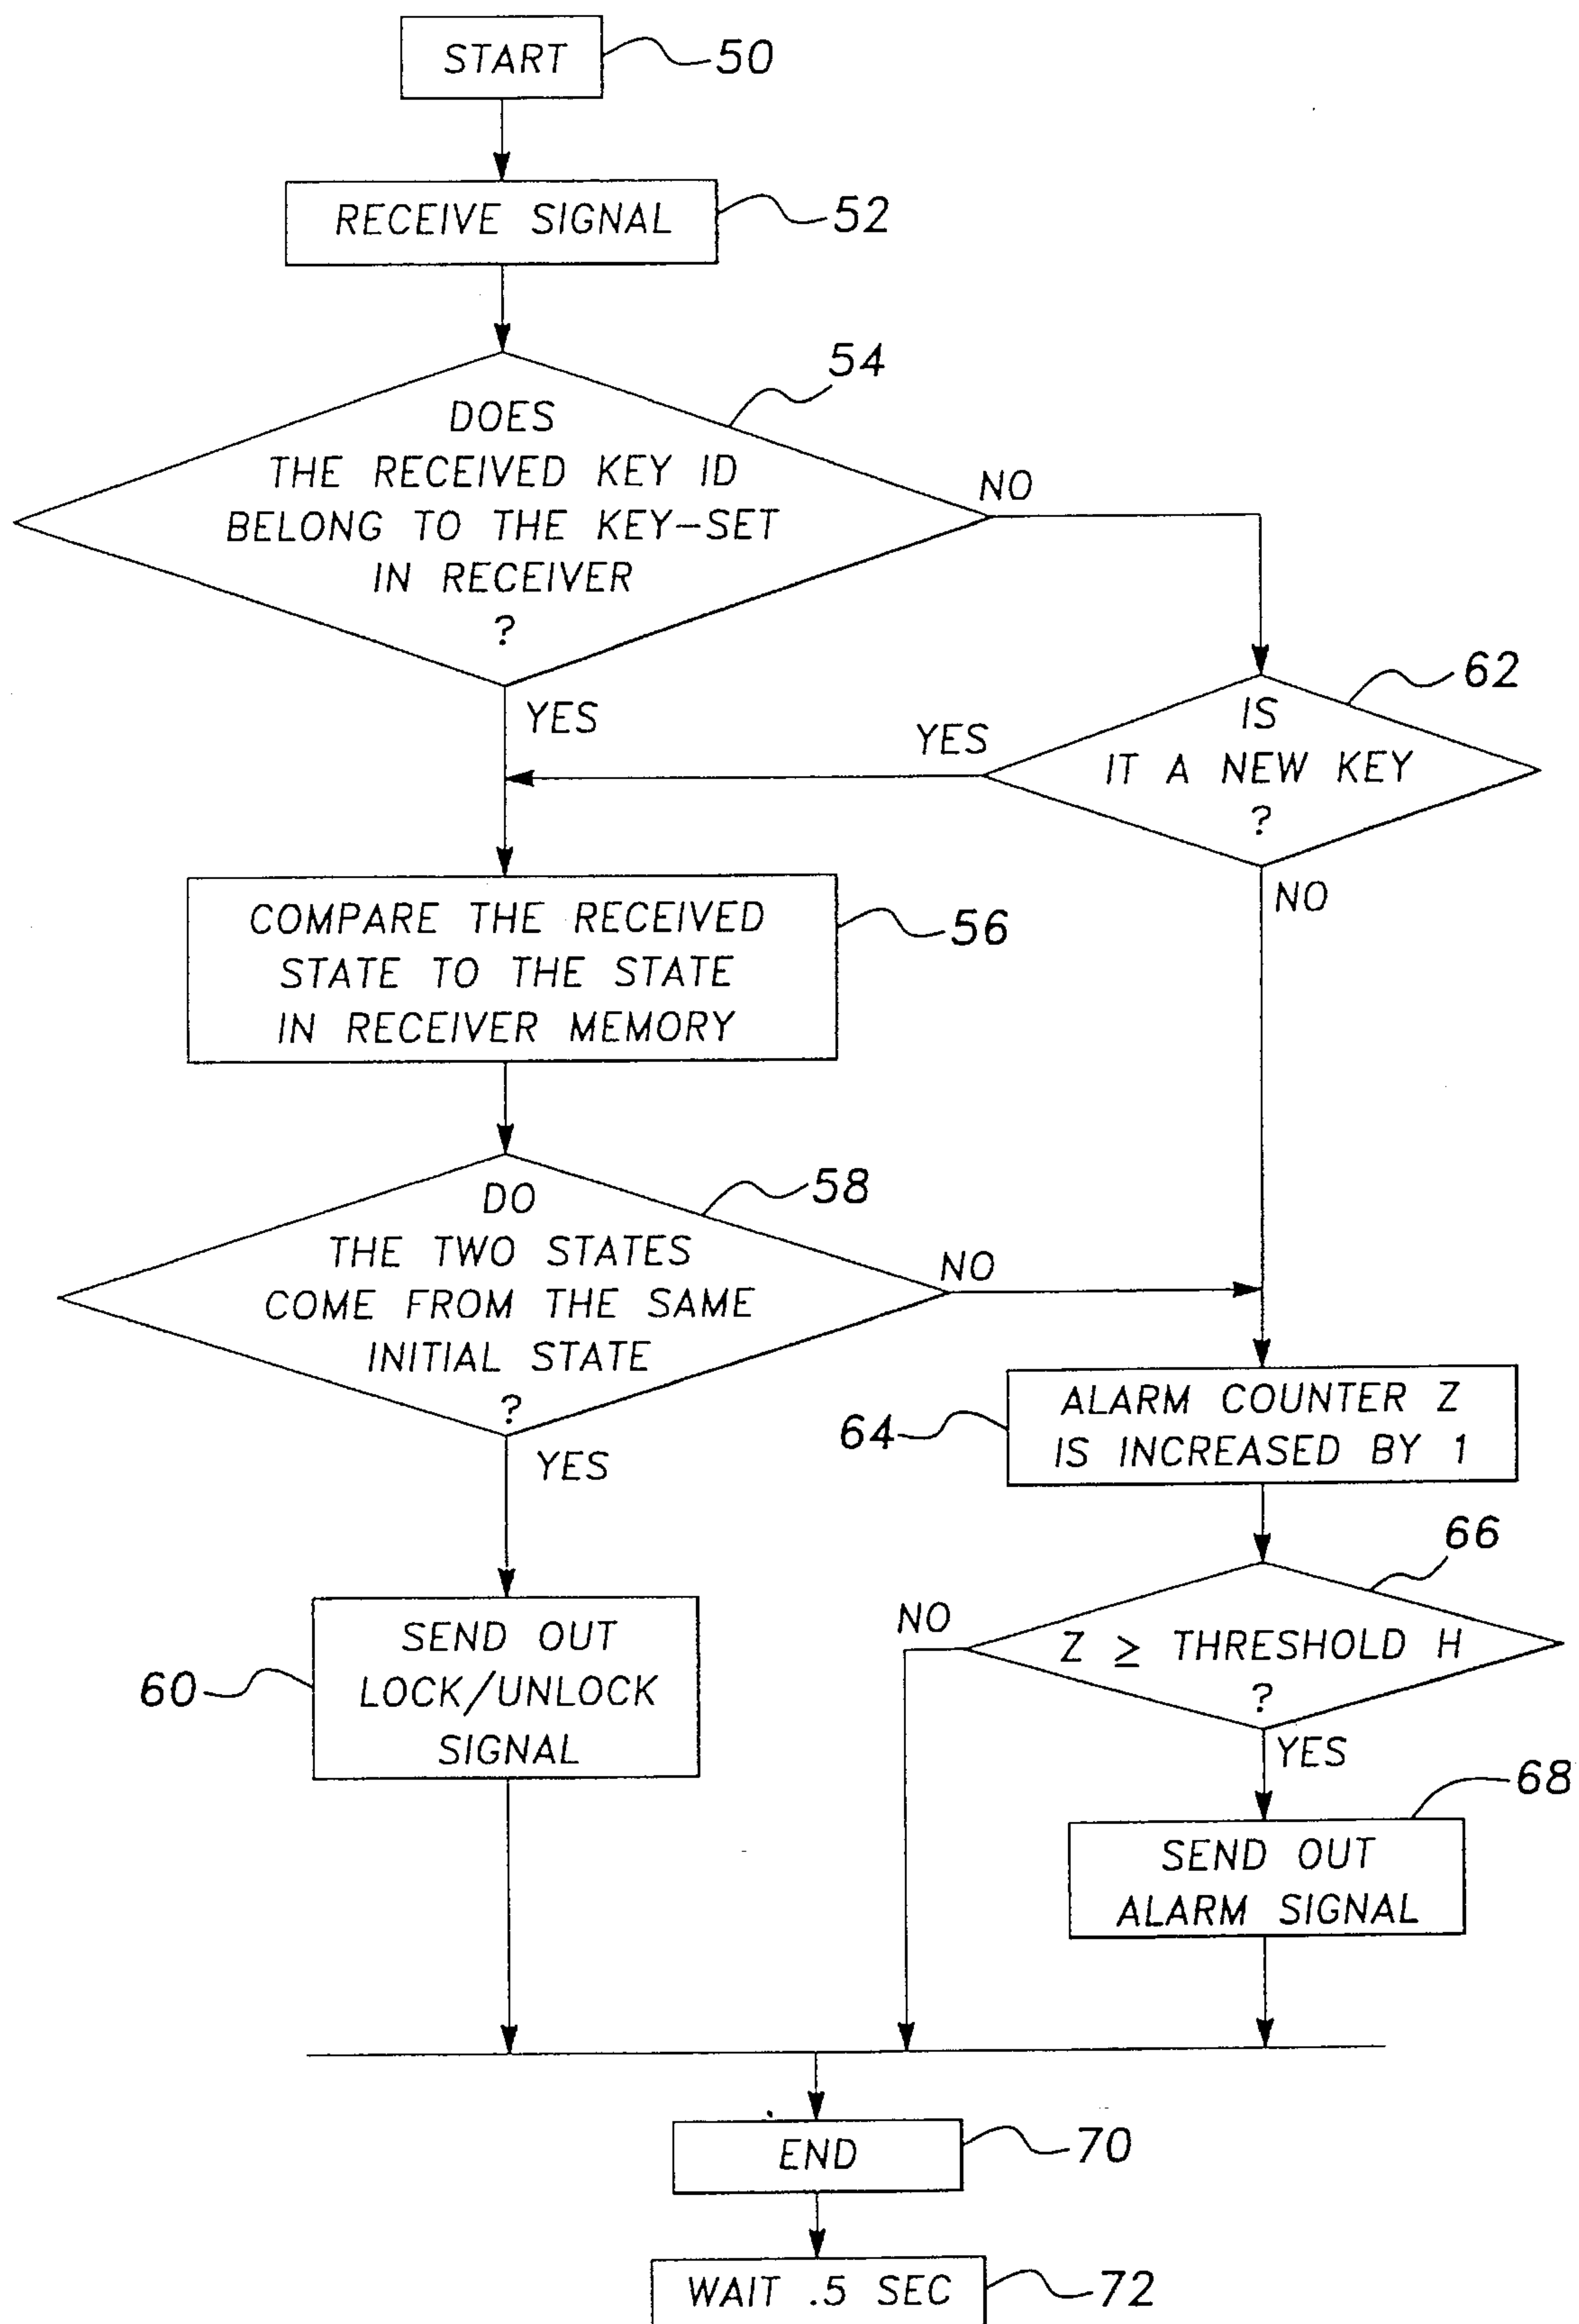 START
50
RECEIVE SIGNAL
52
54
DOES
THE RECEIVED KEY ID
BELONG TO THE KEY-SET
IN RECEIVER
?
NO
YES
62
IS
IT A NEW KEY
?
YES
NO
COMPARE THE RECEIVED
STATE TO THE STATE
IN RECEIVER MEMORY
56
58
DO
THE TWO STATES
COME FROM THE SAME
INITIAL STATE
?
NO
YES
64
ALARM COUNTER Z
IS INCREASED BY 1
66
Z ≥ THRESHOLD H
?
NO
YES
60
SEND OUT
LOCK/UNLOCK
SIGNAL
68
SEND OUT
ALARM SIGNAL
END
70
WAIT .5 SEC
72